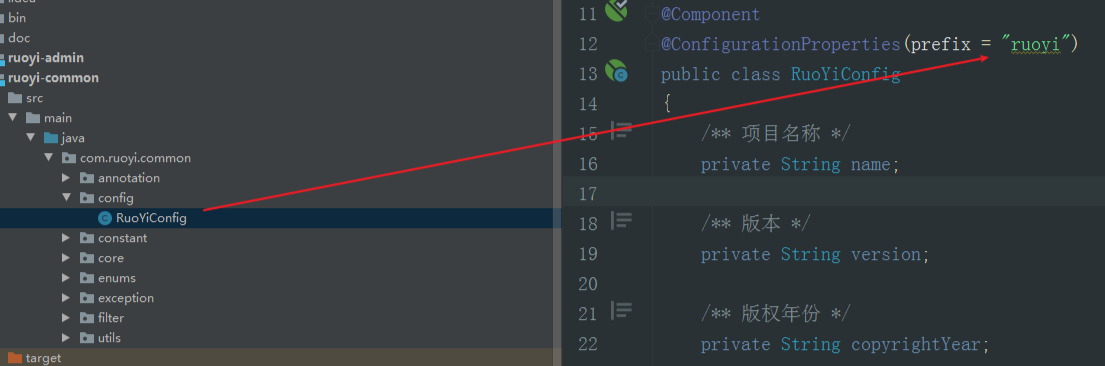 bin
doc
ruoyi-admin
ruoyi-common
src
main
java
com.ruoyi.common
annotation
config
RuoYiConfig
constant
core
enums
exception
filter
utils
target
11 @Component
12 @ConfigurationProperties(prefix = "ruoyi")
13 public class RuoYiConfig
14 {
15 /** 项目名称 */
16 private String name;
17
18 /** 版本 */
19 private String version;
20
21 /** 版权年份 */
22 private String copyrightYear;